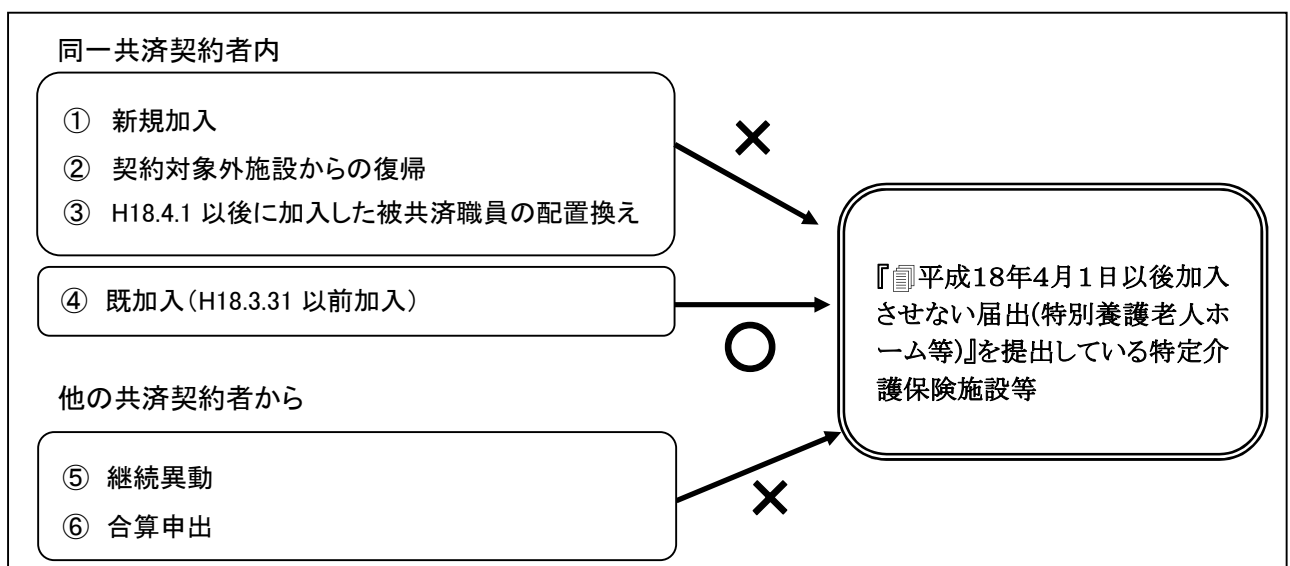 同一共済契約者内
① 新規加入
② 契約対象外施設からの復帰
③ H18.4.1 以後に加入した被共済職員の配置換え
④ 既加入（H18.3.31 以前加入）
他の共済契約者から
⑤ 継続異動
⑥ 合算申出
×
○
×
『🗐平成18年4月1日以後加入
させない届出(特別養護老人ホ
ーム等)』を提出している特定介
護保険施設等